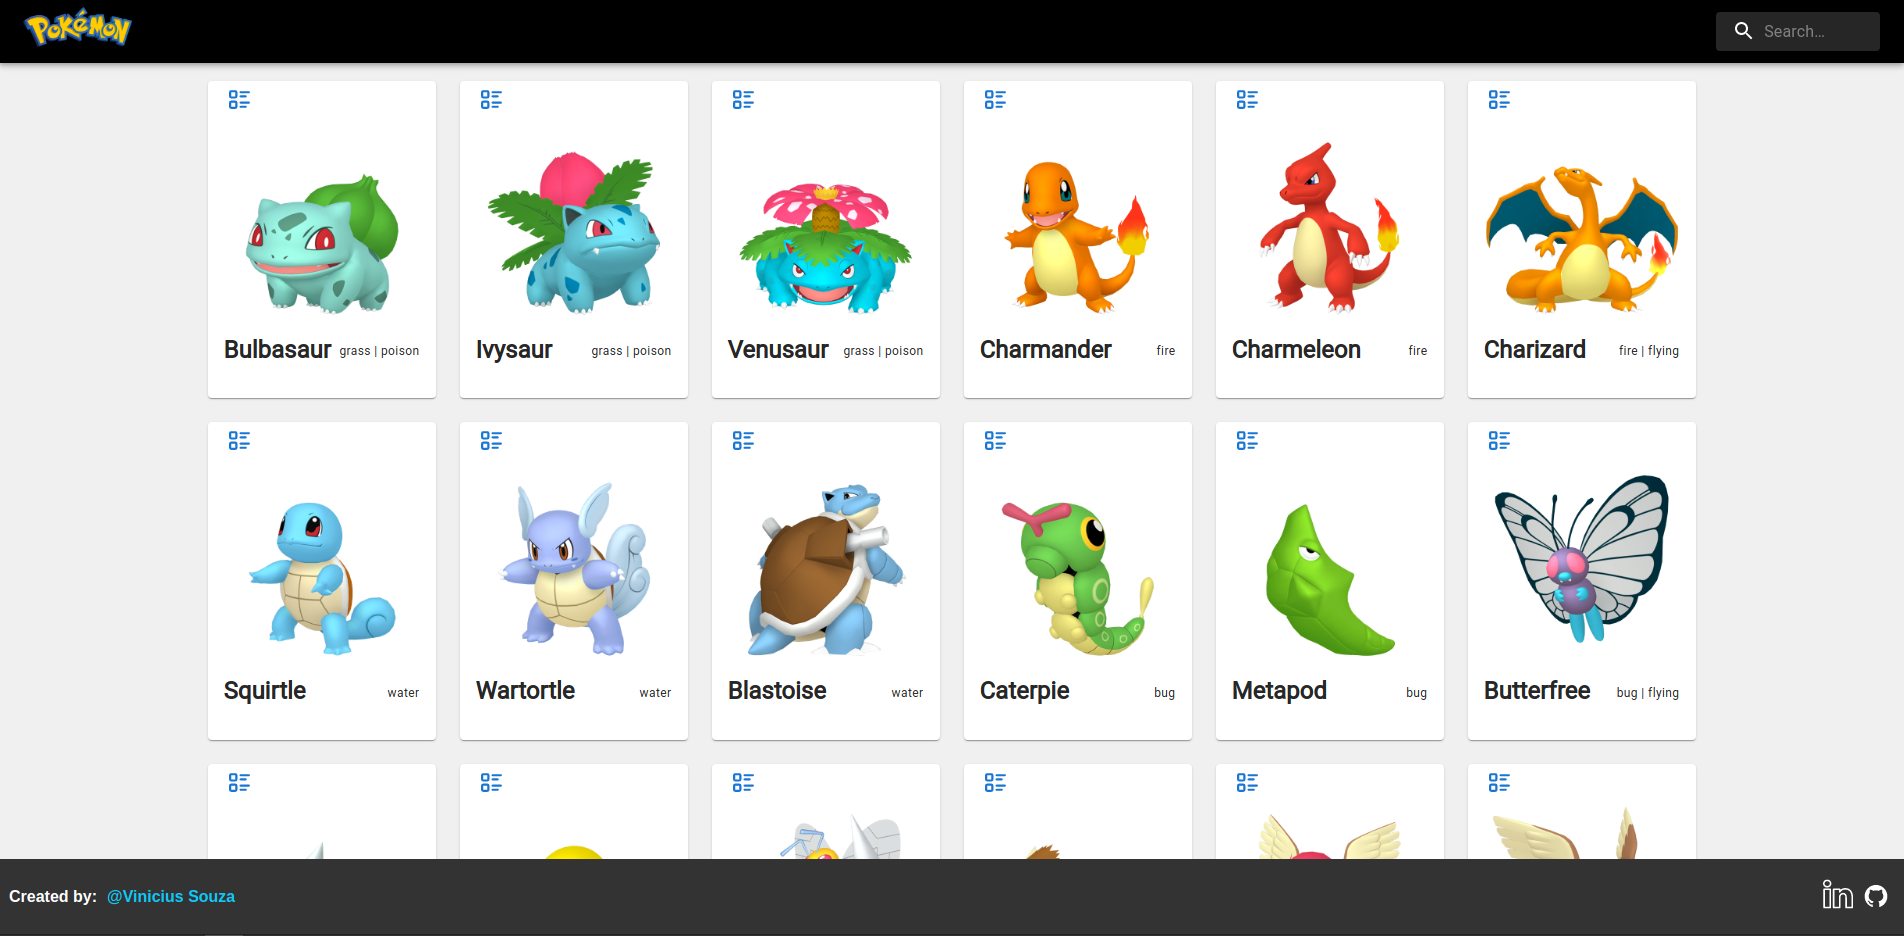 POKéMON
Search...
Bulbasaur grass | poison
Ivysaur grass | poison
Venusaur grass | poison
Charmander fire
Charmeleon fire
Charizard fire | flying
Squirtle water
Wartortle water
Blastoise water
Caterpie bug
Metapod bug
Butterfree bug | flying
Created by: @Vinicius Souza
in